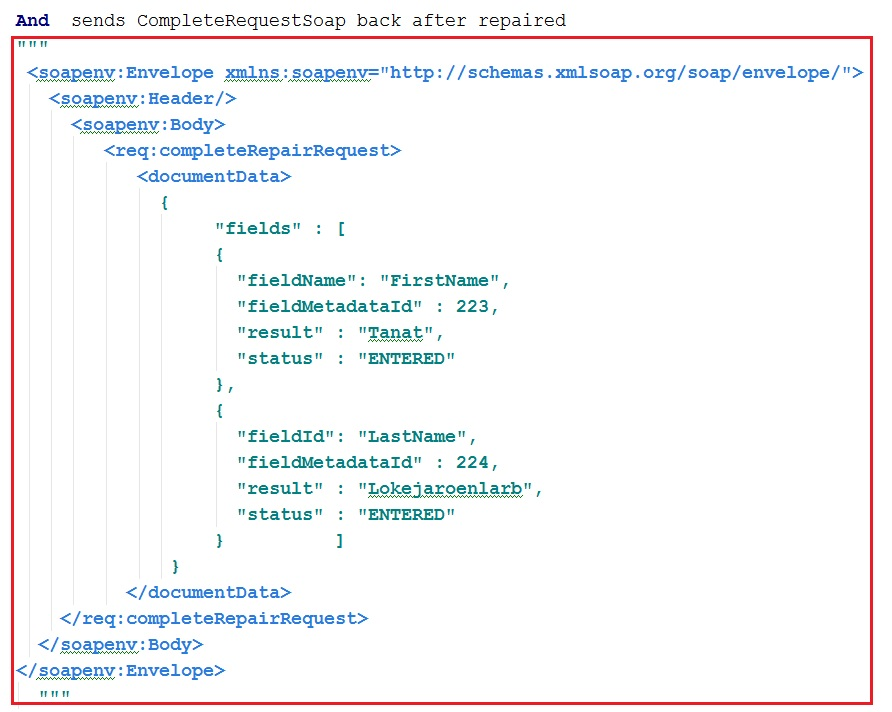 And  sends CompleteRequestSoap back after repaired
"""
<soapenv:Envelope xmlns:soapenv="http://schemas.xmlsoap.org/soap/envelope/">
<soapenv:Header/>
<soapenv:Body>
<req:completeRepairRequest>
<documentData>
{
"fields" : [
{
"fieldName": "FirstName",
"fieldMetadataId" : 223,
"result" : "Tanat",
"status" : "ENTERED"
},
{
"fieldId": "LastName",
"fieldMetadataId" : 224,
"result" : "Lokejaroenlarb",
"status" : "ENTERED"
}          ]
}
</documentData>
</req:completeRepairRequest>
</soapenv:Body>
</soapenv:Envelope>
"""